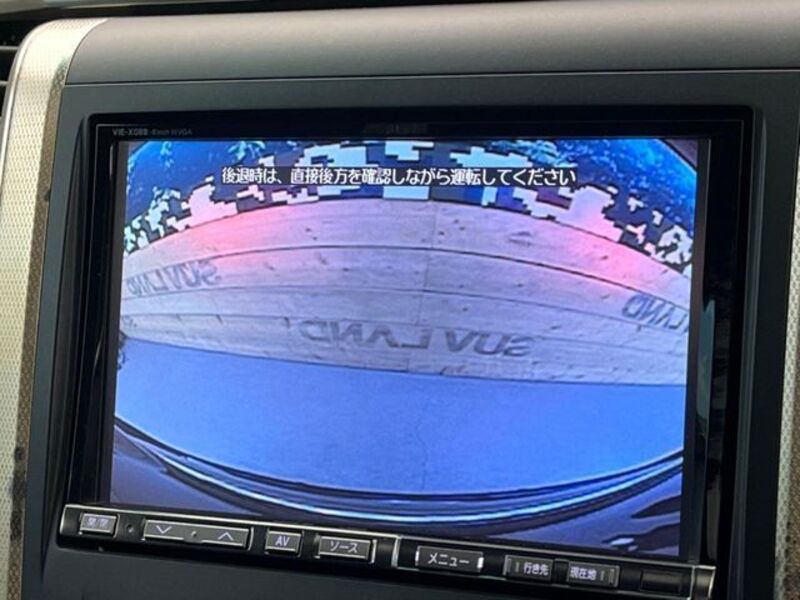 VIE-X088 8inch WVGA
後退時は、直接後方を確認しながら運転してください
SUV LAND
SUV LAND
LAND
AV
ソース
メニュー
行き先
現在地